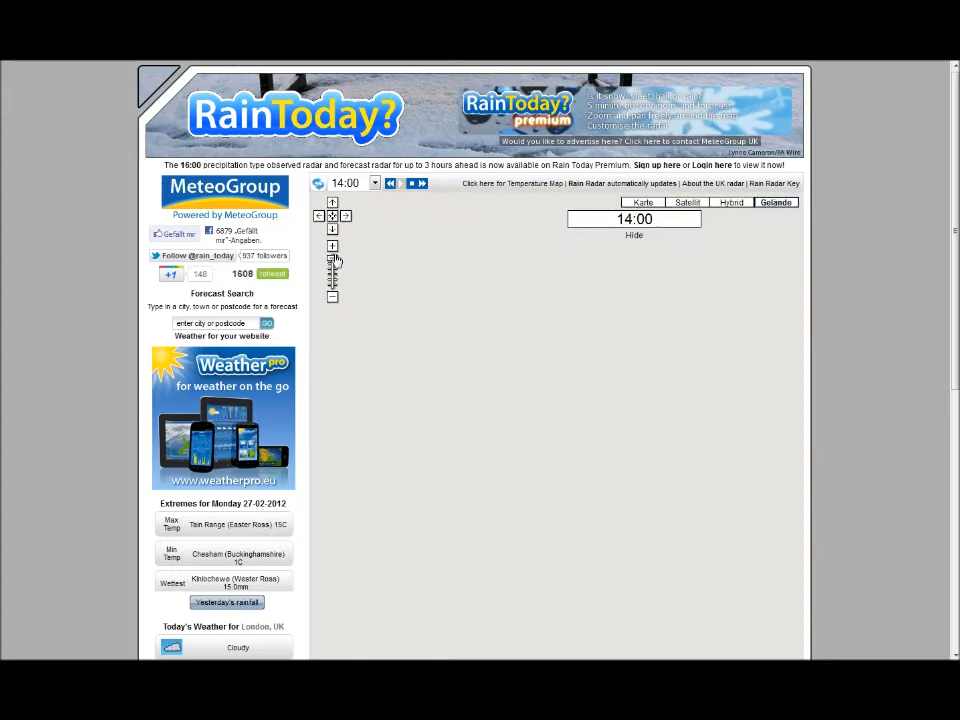 RainToday?
RainToday?
premium
Is it snow, sleet, hail or rain?
5 minute observations and forecast
Zoom and pan freely around the map
Customise the radar
Would you like to advertise here? Click here to contact MeteoGroup UK
Lynne Cameron/PA Wire
The 16:00 precipitation type observed radar and forecast radar for up to 3 hours ahead is now available on Rain Today Premium, Sign up here or Login here to view it now!
MeteoGroup
Powered by MeteoGroup
Gefällt mir
6879 „Gefällt
mir"-Angaben.
Follow @rain_today
937 followers
+1
148
1608
retweet
Forecast Search
Type in a city, town or postcode for a forecast
enter city or postcode
GO
Weather for your website
Weather pro
for weather on the go
www.weatherpro.eu
Extremes for Monday 27-02-2012
Max
Temp
Tain Range (Easter Ross) 15C
Min
Temp
Chesham (Buckinghamshire)
1C
Wettest
Kinlochewe (Wester Ross)
15.0mm
Yesterday's rainfall
Today's Weather for London, UK
Cloudy
14:00
Click here for Temperature Map | Rain Radar automatically updates | About the UK radar | Rain Radar Key
Karte
Satellit
Hybrid
Gelände
14:00
Hide